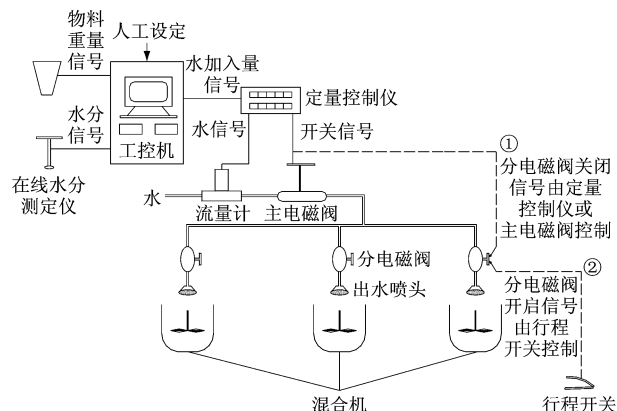 物料
重量
信号
人工设定
水加入量
信号
定量控制仪
水分
信号
工控机
水信号
开关信号
①
在线水分
测定仪
水
流量计
主电磁阀
分电磁阀关闭
信号由定量
控制仪或
主电磁阀控制
分电磁阀
②
出水喷头
分电磁阀
开启信号
由行程
开关控制
混合机
行程开关